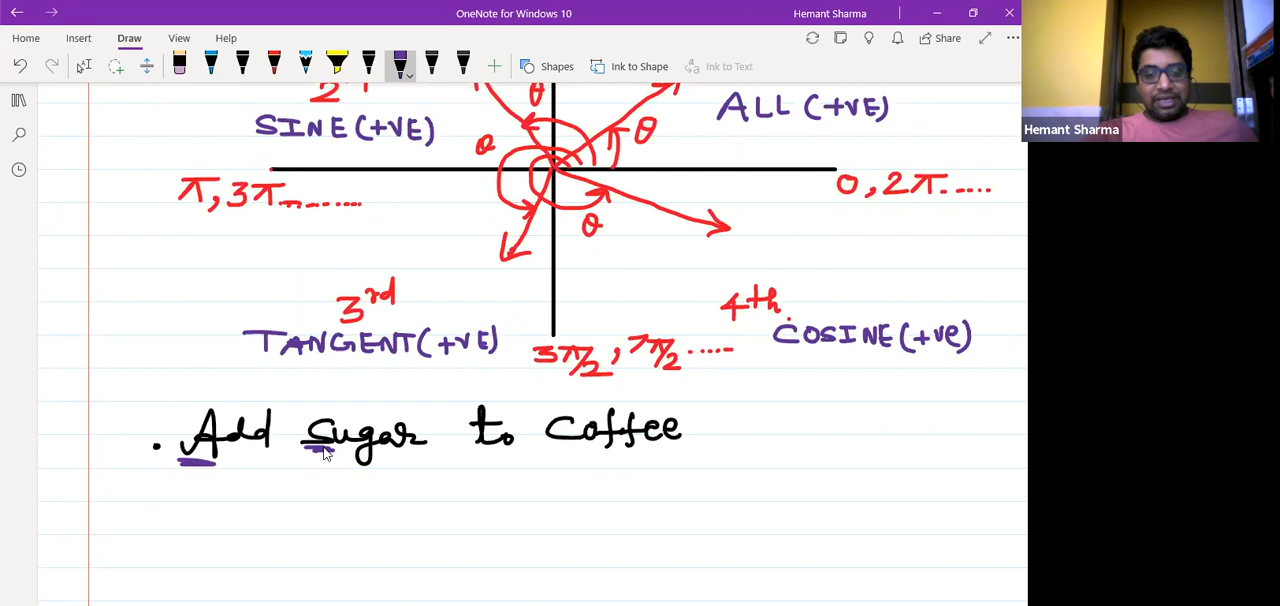 OneNote for Windows 10
Hemant Sharma
Home Insert Draw View Help
Share
Shapes Ink to Shape Ink to Text
Hemant Sharma
θ
SINE (+VE)
ALL (+VE)
θ
θ
π, 3π.........
0, 2π.....
θ
3rd
4th.
TANGENT (+VE)
COSINE (+ve)
3π/2, 7π/2 .....
. Add Sugar to Coffee